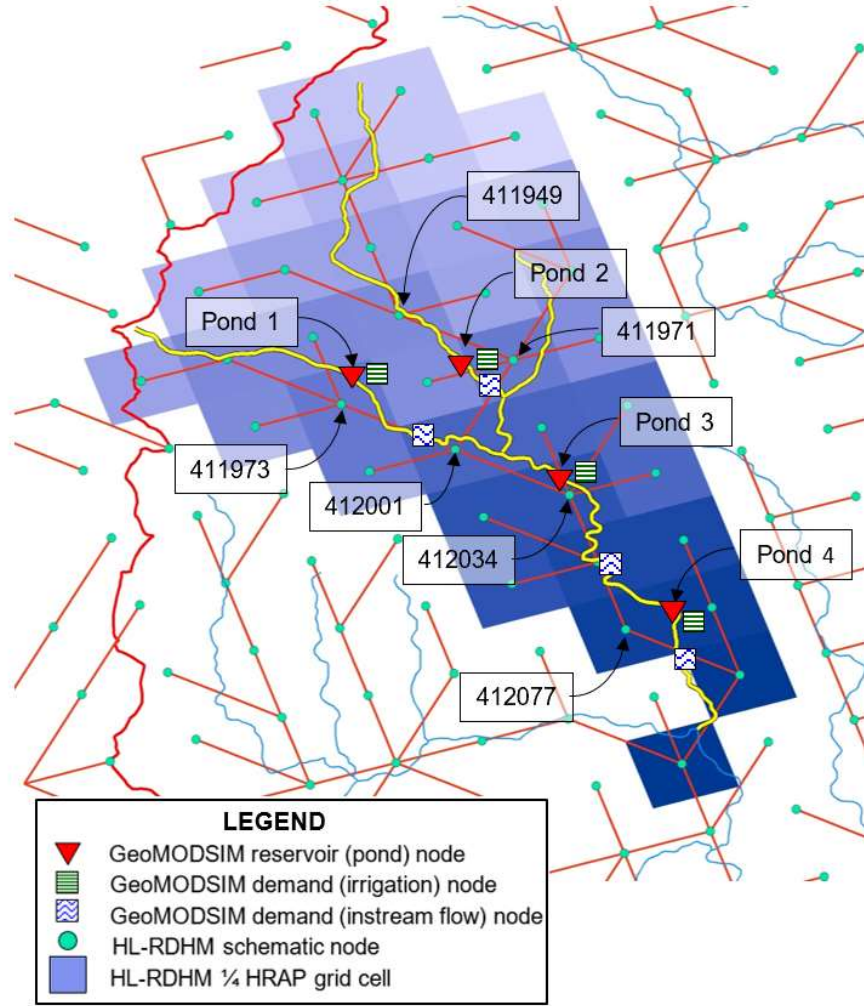 411949
Pond 2
Pond 1
411971
Pond 3
411973
412001
412034
Pond 4
412077
LEGEND
GeoMODSIM reservoir (pond) node
GeoMODSIM demand (irrigation) node
GeoMODSIM demand (instream flow) node
HL-RDHM schematic node
HL-RDHM ¼ HRAP grid cell